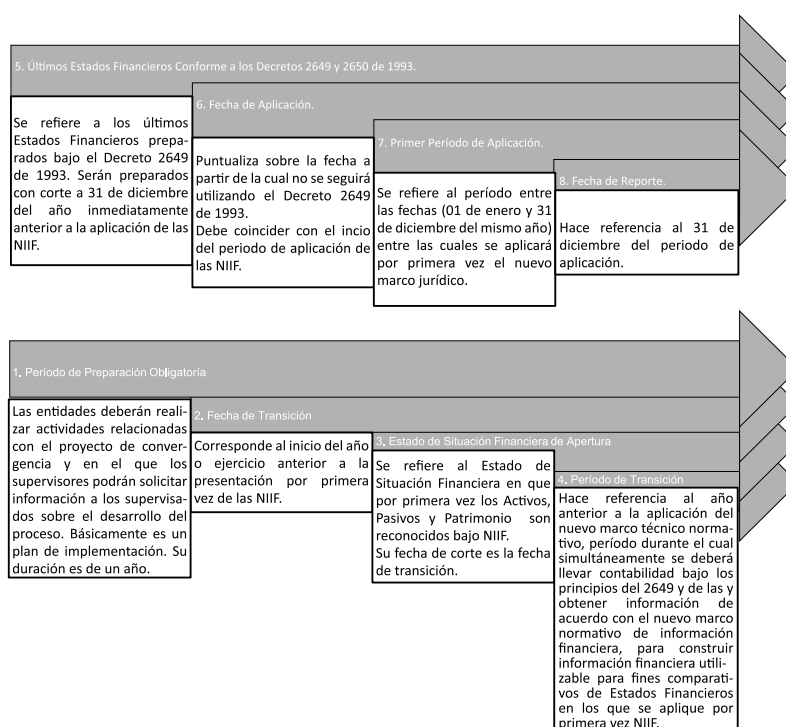 5. Últimos Estados Financieros Conforme a los Decretos 2649 y 2650 de 1993.
Se refiere a los últimos
Estados Financieros prepa-
rados bajo el Decreto 2649
de 1993. Serán preparados
con corte a 31 de diciembre
del año inmediatamente
anterior a la aplicación de las
NIIF.
6. Fecha de Aplicación.
Puntualiza sobre la fecha a
partir de la cual no se seguirá
utilizando el Decreto 2649
de 1993.
Debe coincider con el incio
del periodo de aplicación de
las NIIF.
7. Primer Período de Aplicación.
Se refiere al período entre
las fechas (01 de enero y 31
de diciembre del mismo año)
entre las cuales se aplicará
por primera vez el nuevo
marco jurídico.
8. Fecha de Reporte.
Hace referencia al 31 de
diciembre del periodo de
aplicación.
1. Período de Preparación Obligatoria
Las entidades deberán reali-
zar actividades relacionadas
con el proyecto de conver-
gencia y en el que los
supervisores podrán solicitar
información a los supervisa-
dos sobre el desarrollo del
proceso. Básicamente es un
plan de implementación. Su
duración es de un año.
2. Fecha de Transición
Corresponde al inicio del año
o ejercicio anterior a la
presentación por primera
vez de las NIIF.
3. Estado de Situación Financiera de Apertura
Se refiere al Estado de
Situación Financiera en que
por primera vez los Activos,
Pasivos y Patrimonio son
reconocidos bajo NIIF.
Su fecha de corte es la fecha
de transición.
4. Período de Transición
Hace referencia al año
anterior a la aplicación del
nuevo marco técnico norma-
tivo, período durante el cual
simultáneamente se deberá
llevar contabilidad bajo los
principios del 2649 y de las y
obtener información de
acuerdo con el nuevo marco
normativo de información
financiera, para construir
información financiera utili-
zable para fines comparati-
vos de Estados Financieros
en los que se aplique por
primera vez NIIF.